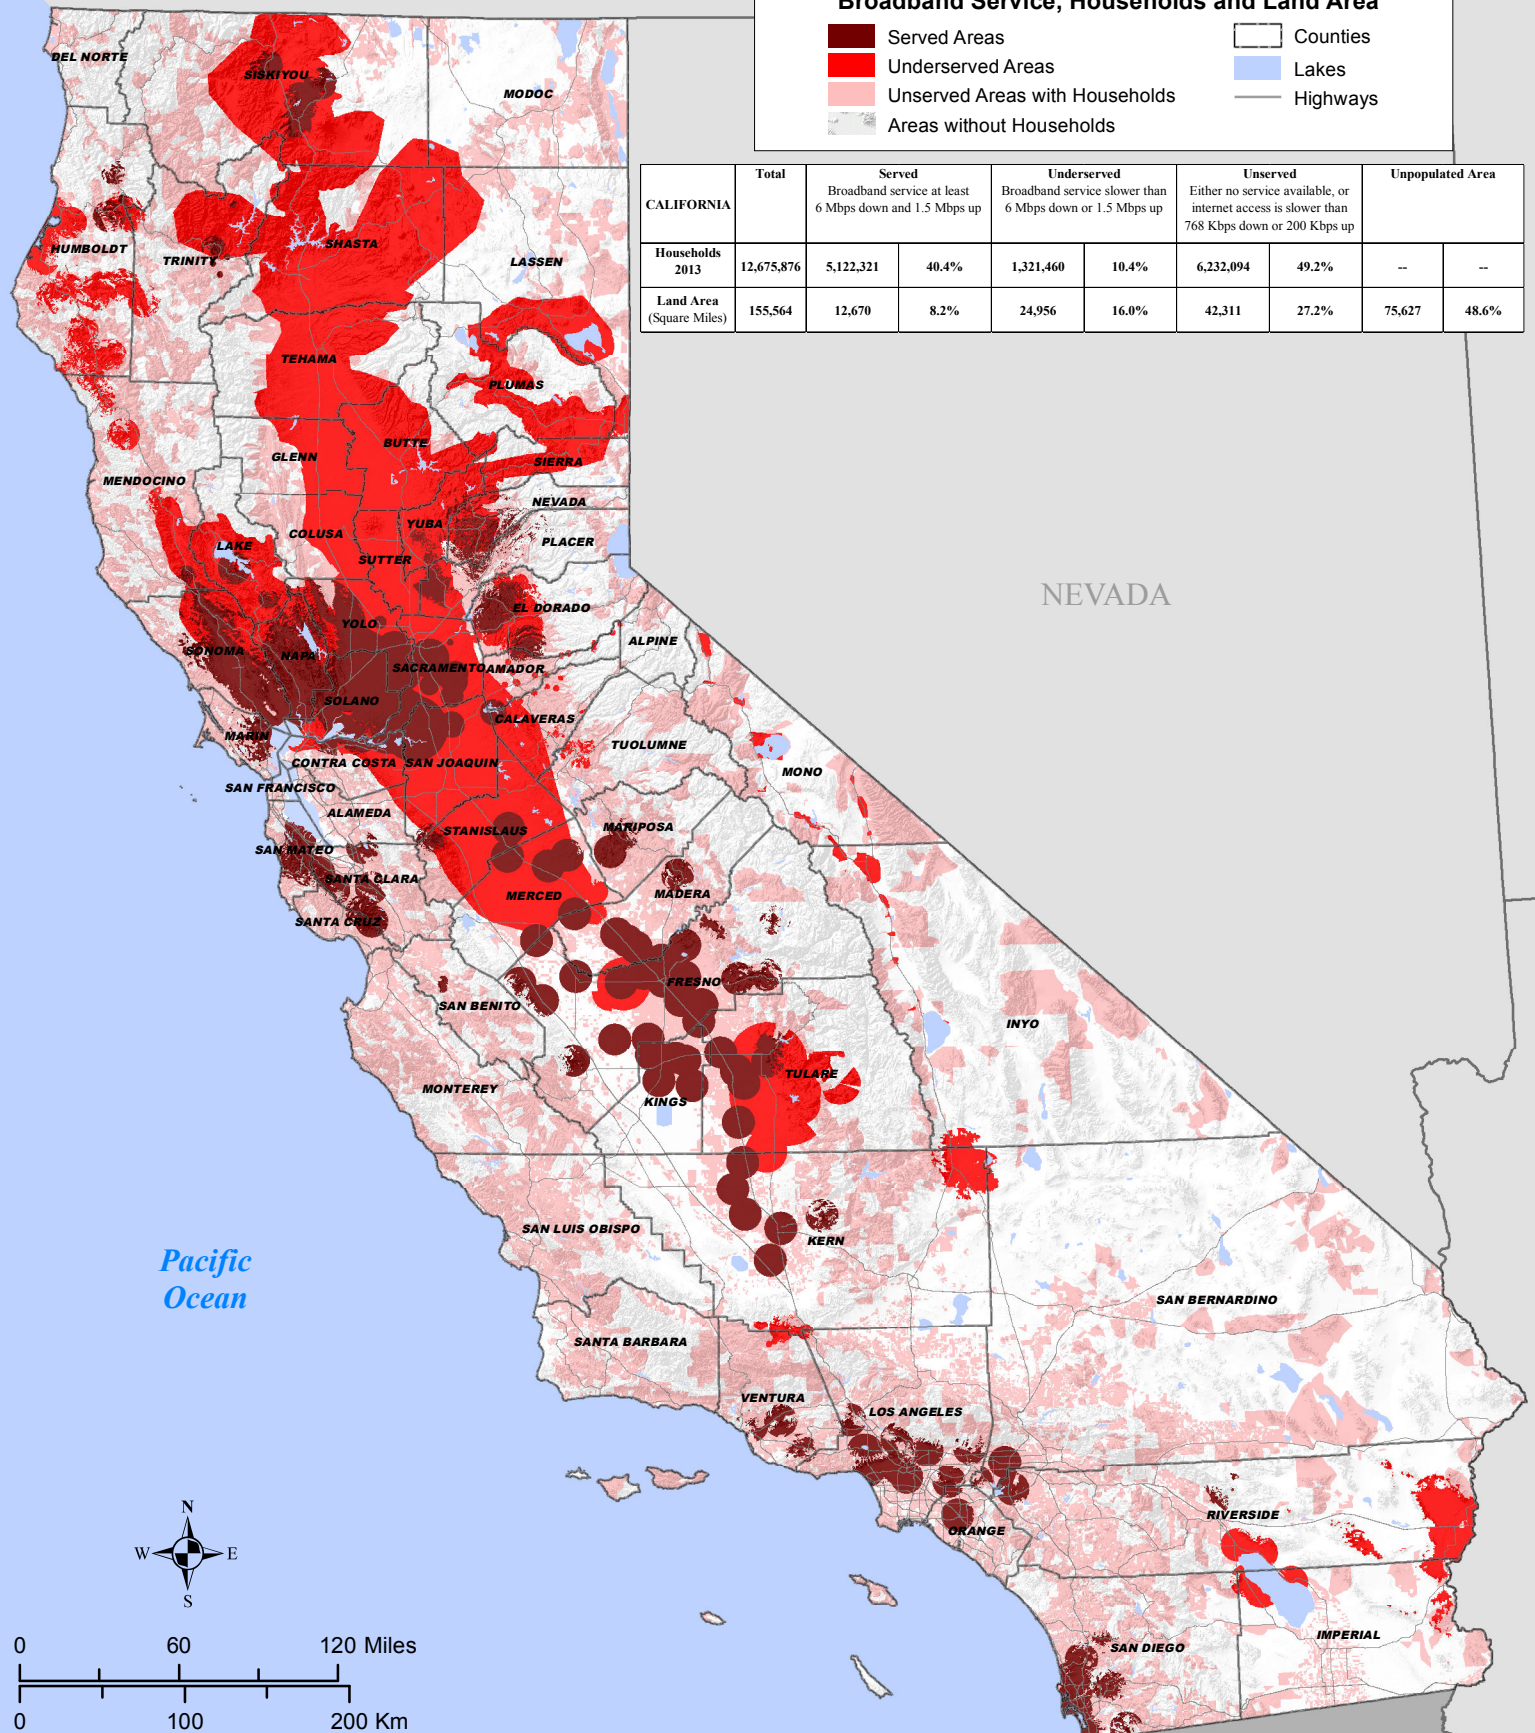 Broadband Service, Households and Land Area
Served Areas
Underserved Areas
Unserved Areas with Households
Areas without Households
Counties
Lakes
Highways
CALIFORNIA
Total
Served
Broadband service at least
6 Mbps down and 1.5 Mbps up
Underserved
Broadband service slower than
6 Mbps down or 1.5 Mbps up
Unserved
Either no service available, or
internet access is slower than
768 Kbps down or 200 Kbps up
Unpopulated Area
Households
2013
12,675,876
5,122,321
40.4%
1,321,460
10.4%
6,232,094
49.2%
--
--
Land Area
(Square Miles)
155,564
12,670
8.2%
24,956
16.0%
42,311
27.2%
75,627
48.6%
DEL NORTE
SISKIYOU
MODOC
HUMBOLDT
TRINITY
SHASTA
LASSEN
TEHAMA
PLUMAS
BUTTE
GLENN
SIERRA
MENDOCINO
NEVADA
COLUSA
YUBA
PLACER
LAKE
SUTTER
NEVADA
EL DORADO
YOLO
ALPINE
SONOMA
NAPA
SACRAMENTO
AMADOR
SOLANO
CALAVERAS
MARIN
TUOLUMNE
CONTRA COSTA
SAN JOAQUIN
MONO
SAN FRANCISCO
ALAMEDA
STANISLAUS
MARIPOSA
SAN MATEO
SANTA CLARA
MERCED
MADERA
SANTA CRUZ
FRESNO
SAN BENITO
INYO
TULARE
MONTEREY
KINGS
SAN LUIS OBISPO
KERN
Pacific
Ocean
SAN BERNARDINO
SANTA BARBARA
VENTURA
LOS ANGELES
RIVERSIDE
ORANGE
N
W
E
S
IMPERIAL
SAN DIEGO
0 60 120 Miles
0 100 200 Km